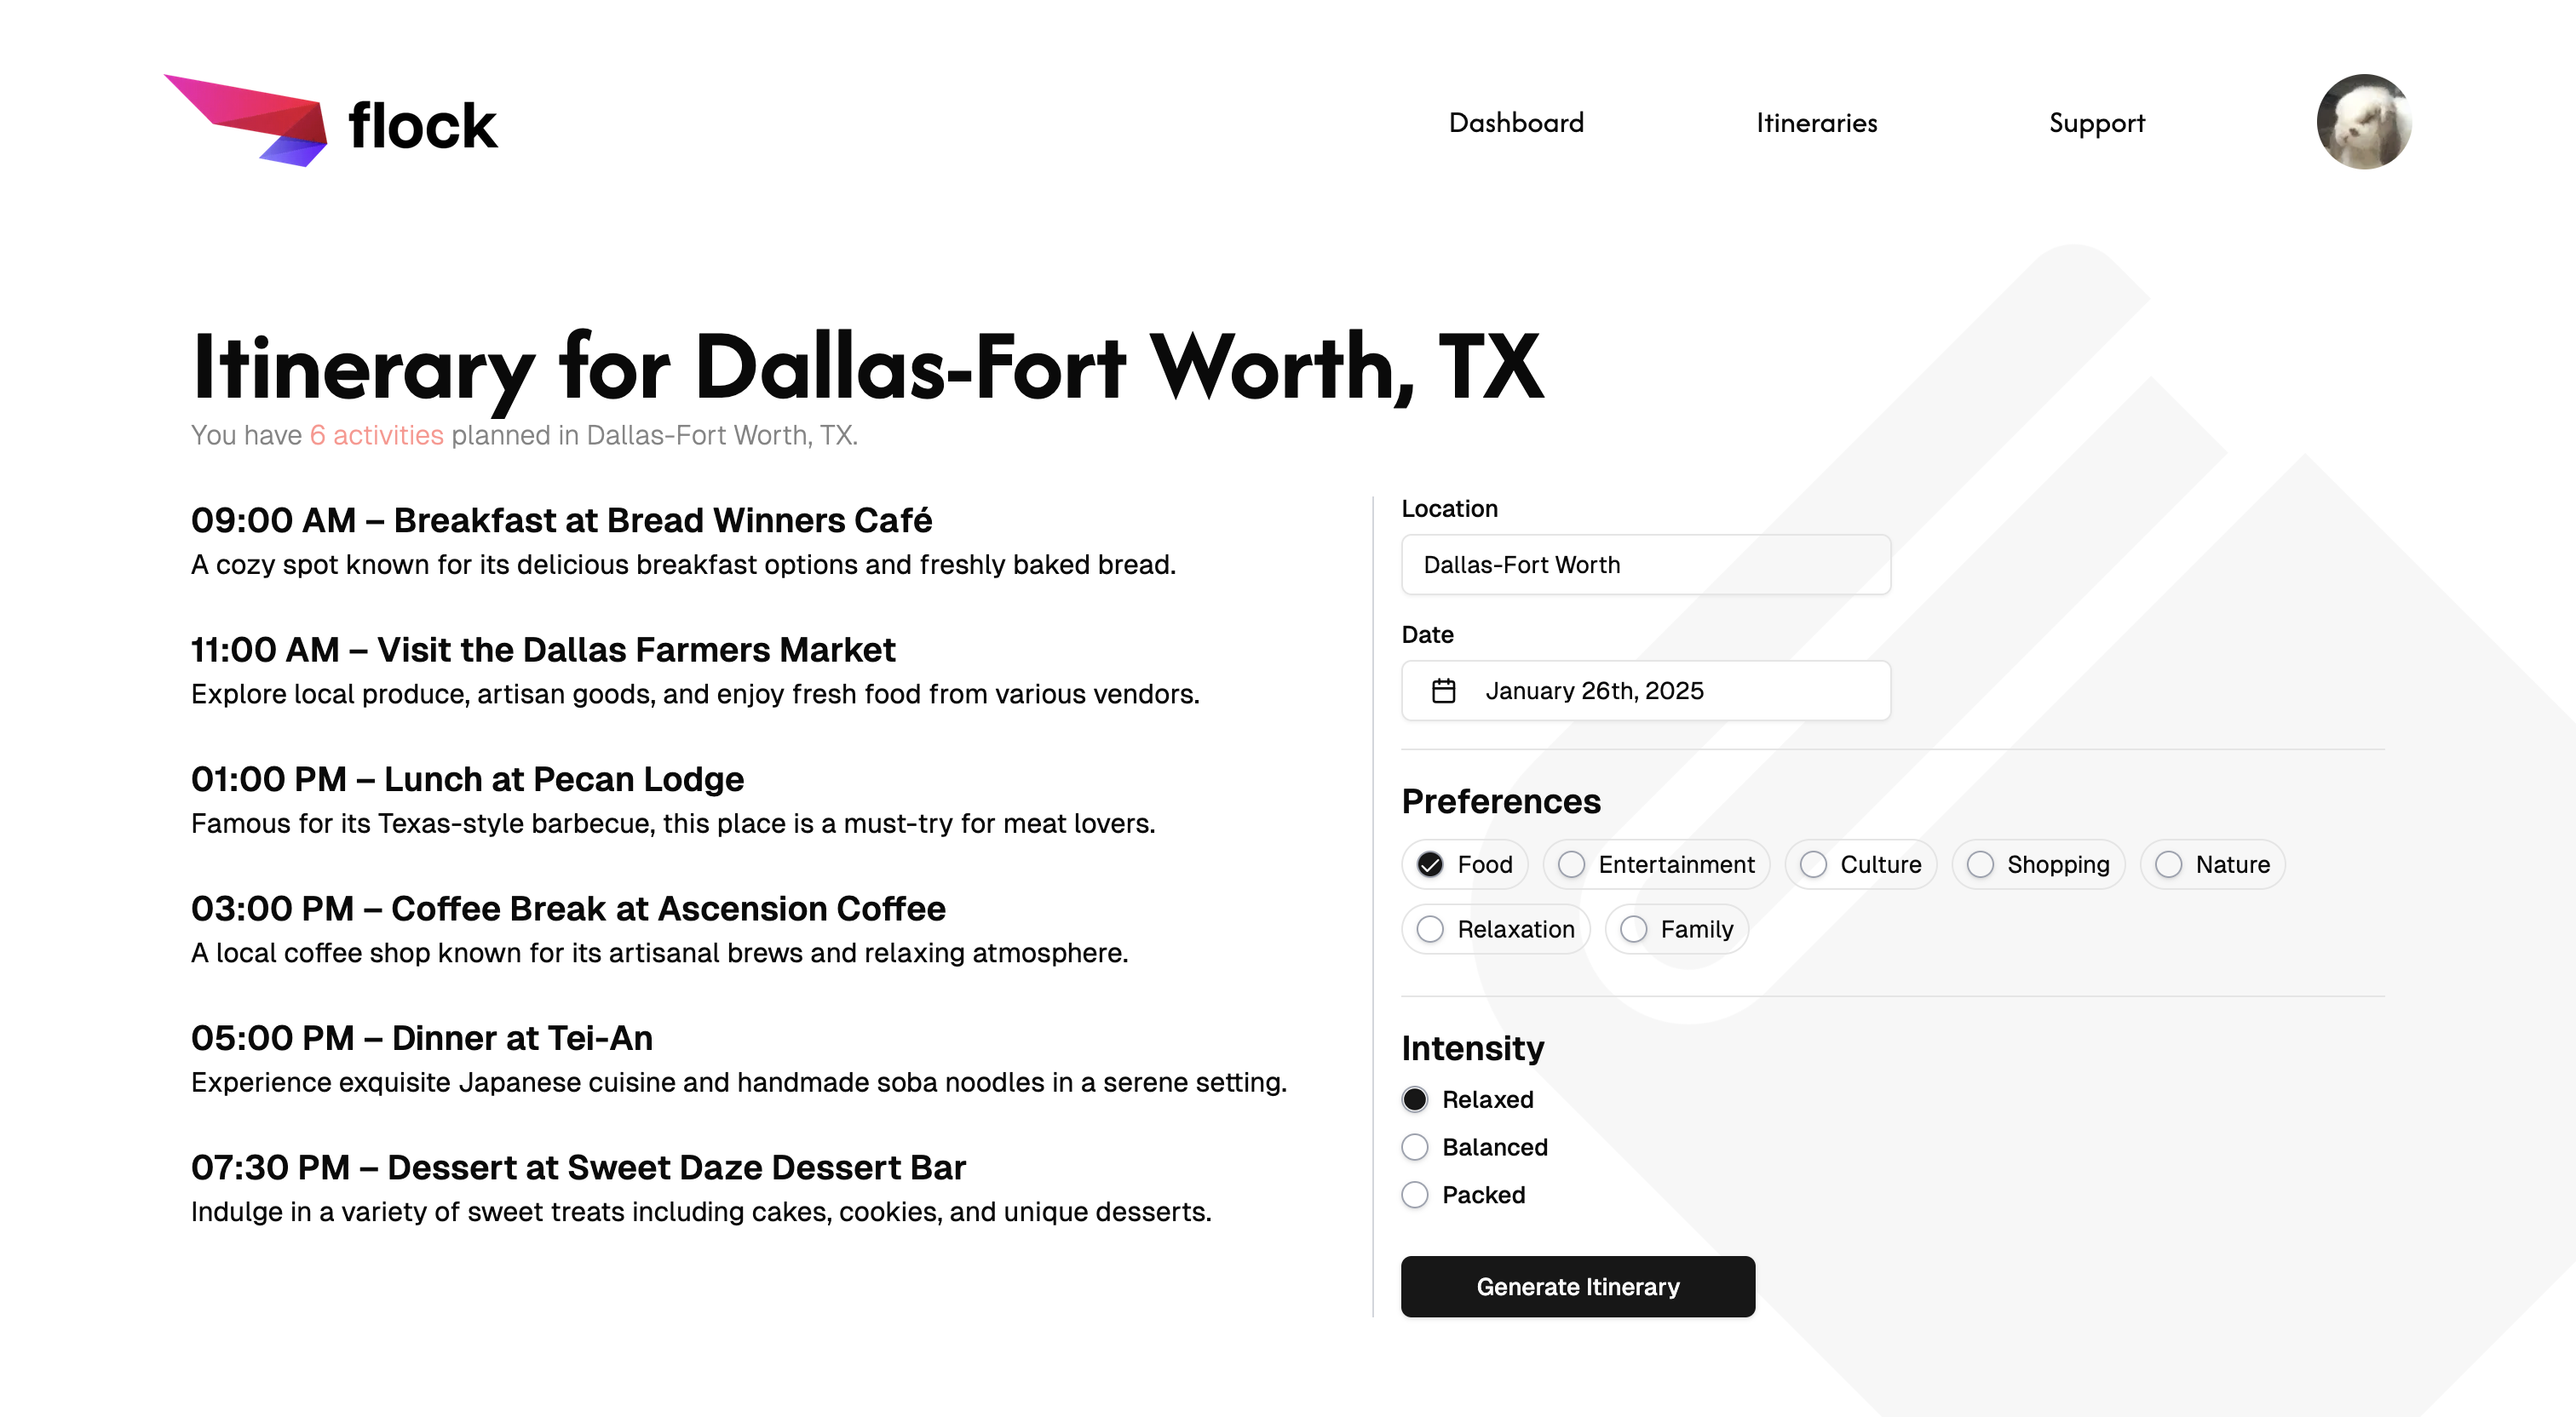 flock
Dashboard
Itineraries
Support
Itinerary for Dallas-Fort Worth, TX
You have 6 activities planned in Dallas-Fort Worth, TX.
09:00 AM – Breakfast at Bread Winners Café
A cozy spot known for its delicious breakfast options and freshly baked bread.
11:00 AM – Visit the Dallas Farmers Market
Explore local produce, artisan goods, and enjoy fresh food from various vendors.
01:00 PM – Lunch at Pecan Lodge
Famous for its Texas-style barbecue, this place is a must-try for meat lovers.
03:00 PM – Coffee Break at Ascension Coffee
A local coffee shop known for its artisanal brews and relaxing atmosphere.
05:00 PM – Dinner at Tei-An
Experience exquisite Japanese cuisine and handmade soba noodles in a serene setting.
07:30 PM – Dessert at Sweet Daze Dessert Bar
Indulge in a variety of sweet treats including cakes, cookies, and unique desserts.
Location
Dallas-Fort Worth
Date
January 26th, 2025
Preferences
Food
Entertainment
Culture
Shopping
Nature
Relaxation
Family
Intensity
Relaxed
Balanced
Packed
Generate Itinerary